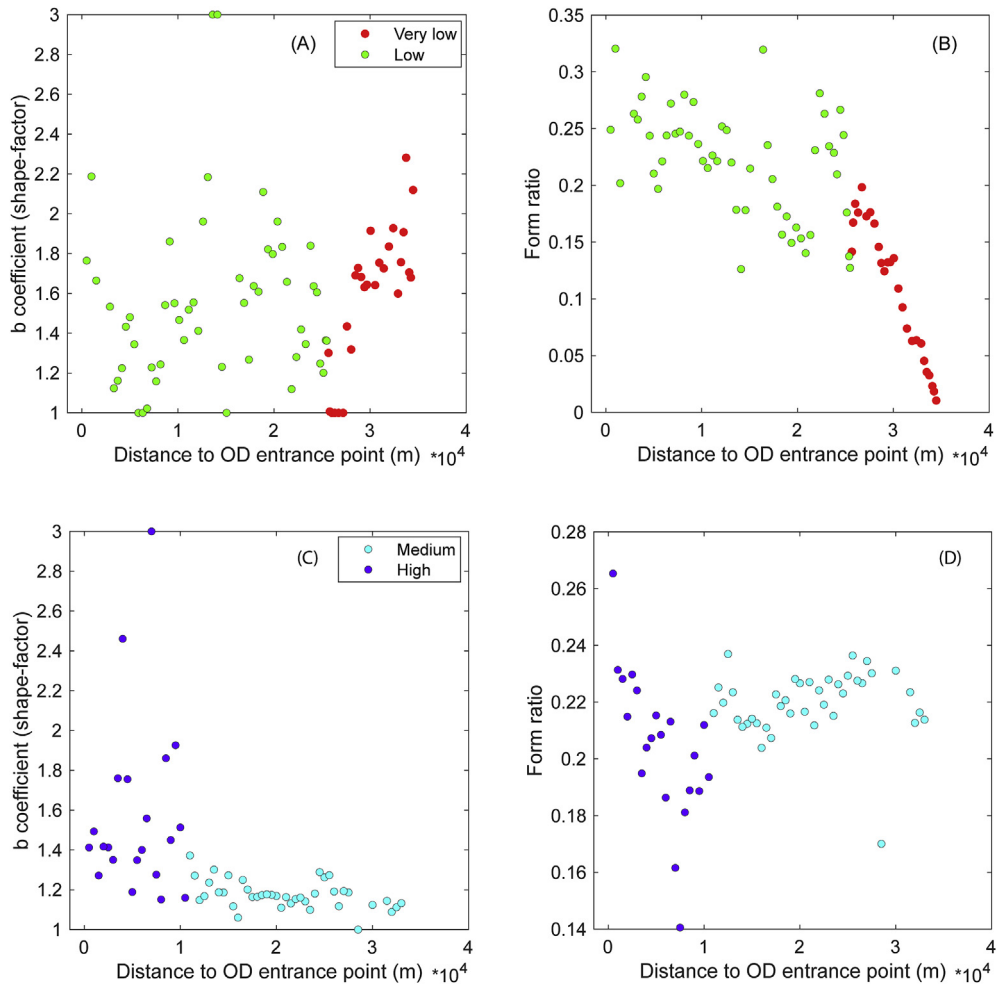 (A)
Very low
Low
b coefficient (shape-factor)
3
2.8
2.6
2.4
2.2
2
1.8
1.6
1.4
1.2
1
0 1 2 3 4
Distance to OD entrance point (m) *10^4
(B)
Form ratio
0.35
0.3
0.25
0.2
0.15
0.1
0.05
0
0 1 2 3 4
Distance to OD entrance point (m) *10^4
(C)
Medium
High
b coefficient (shape-factor)
3
2.8
2.6
2.4
2.2
2
1.8
1.6
1.4
1.2
1
0 1 2 3 4
Distance to OD entrance point (m) *10^4
(D)
Form ratio
0.28
0.26
0.24
0.22
0.2
0.18
0.16
0.14
0 1 2 3 4
Distance to OD entrance point (m) *10^4